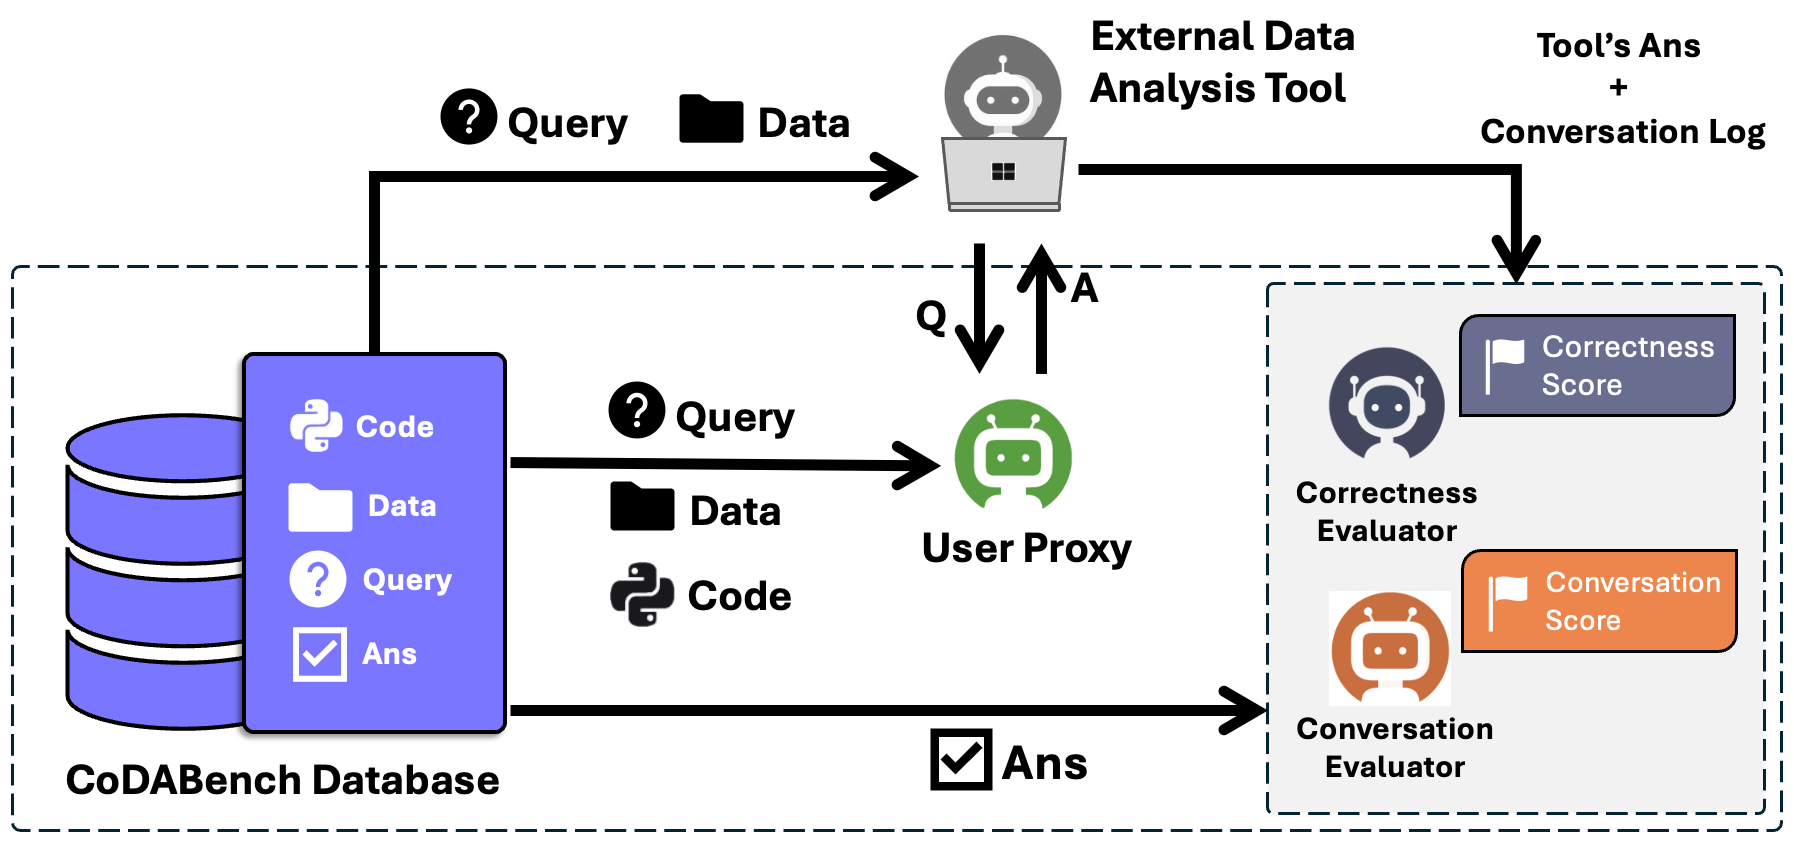 External Data
Analysis Tool
Tool's Ans
+
Conversation Log
Query
Data
Q
A
Code
Data
Query
Ans
CoDABench Database
Query
Data
Code
User Proxy
Ans
Correctness
Score
Correctness
Evaluator
Conversation
Score
Conversation
Evaluator